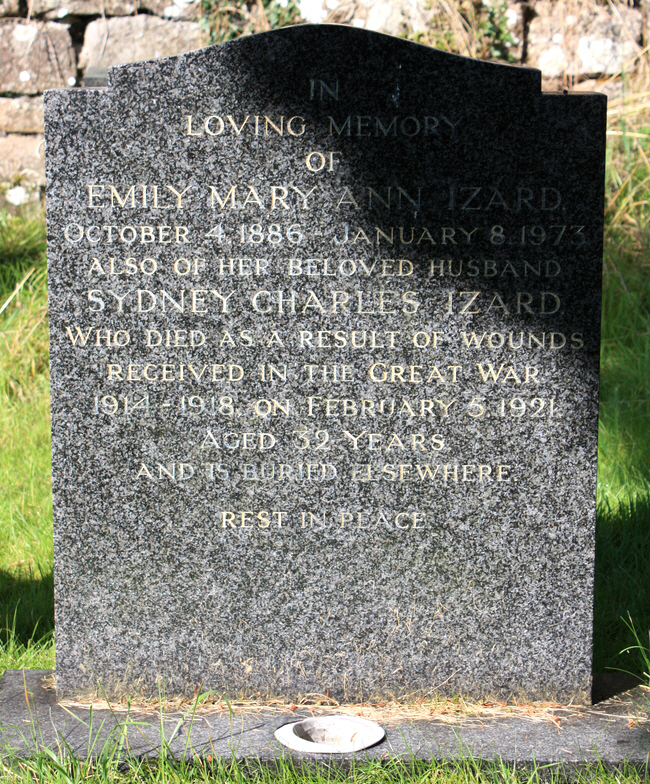 IN
LOVING MEMORY
OF
EMILY MARY ANN IZARD,
OCTOBER 4, 1886 - JANUARY 8, 1973
ALSO OF HER BELOVED HUSBAND
SYDNEY CHARLES IZARD
WHO DIED AS A RESULT OF WOUNDS
RECEIVED IN THE GREAT WAR
1914 - 1918, ON FEBRUARY 5, 1921.
AGED 32 YEARS
AND IS BURIED ELSEWHERE.
REST IN PEACE